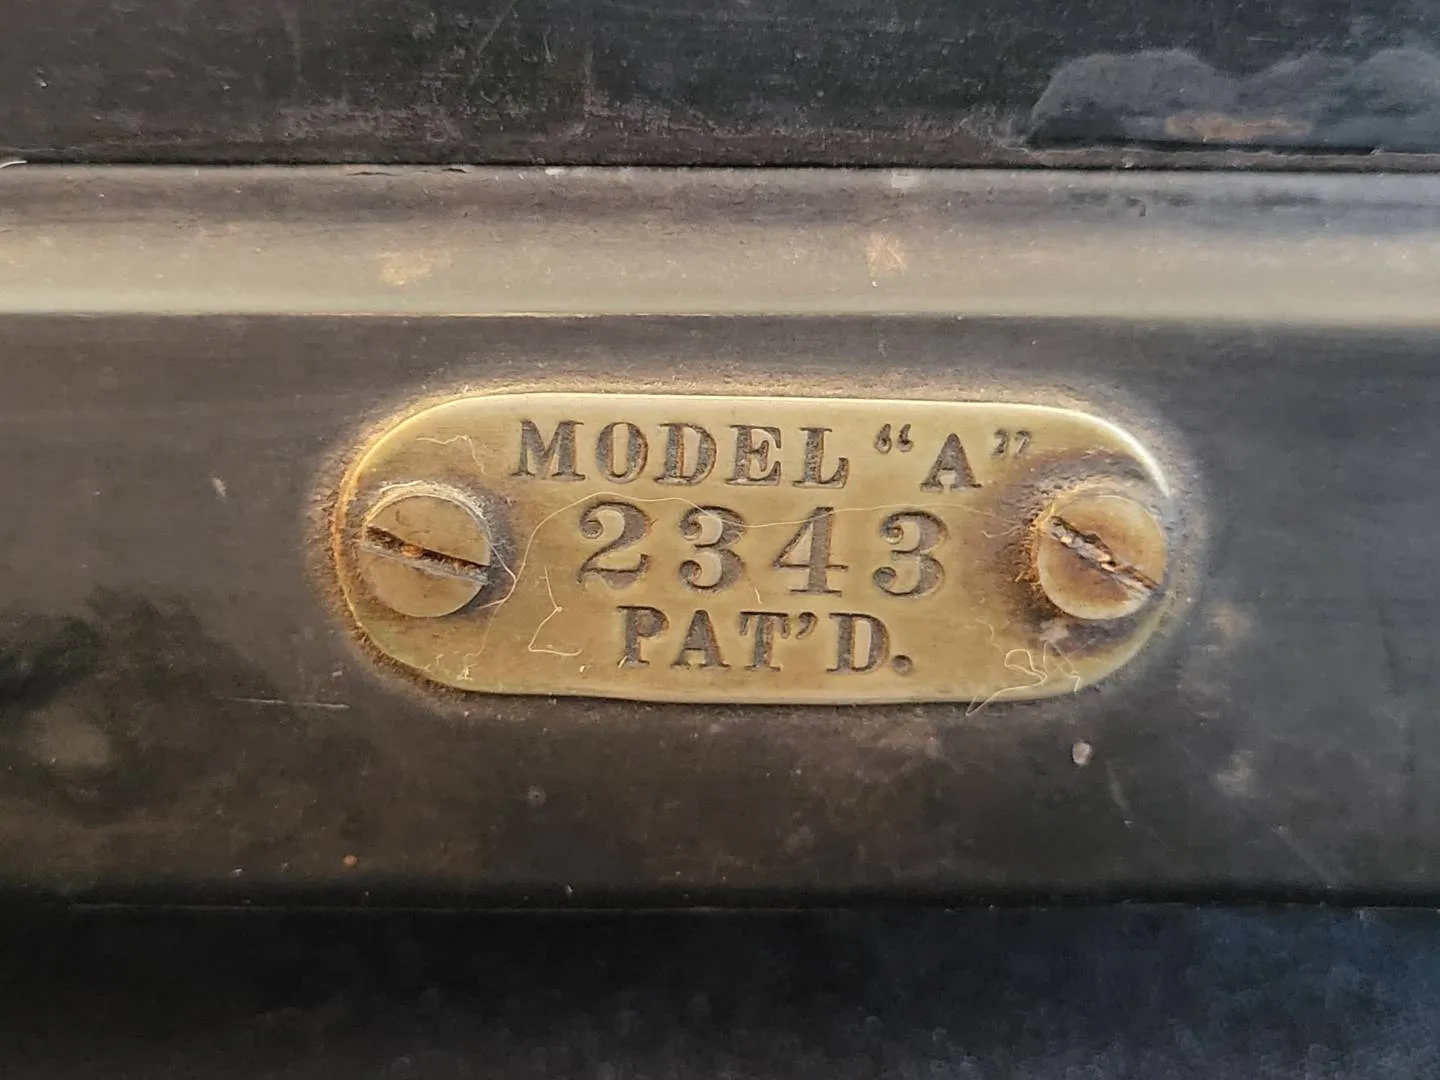 MODEL “A”
2343
PAT’D.